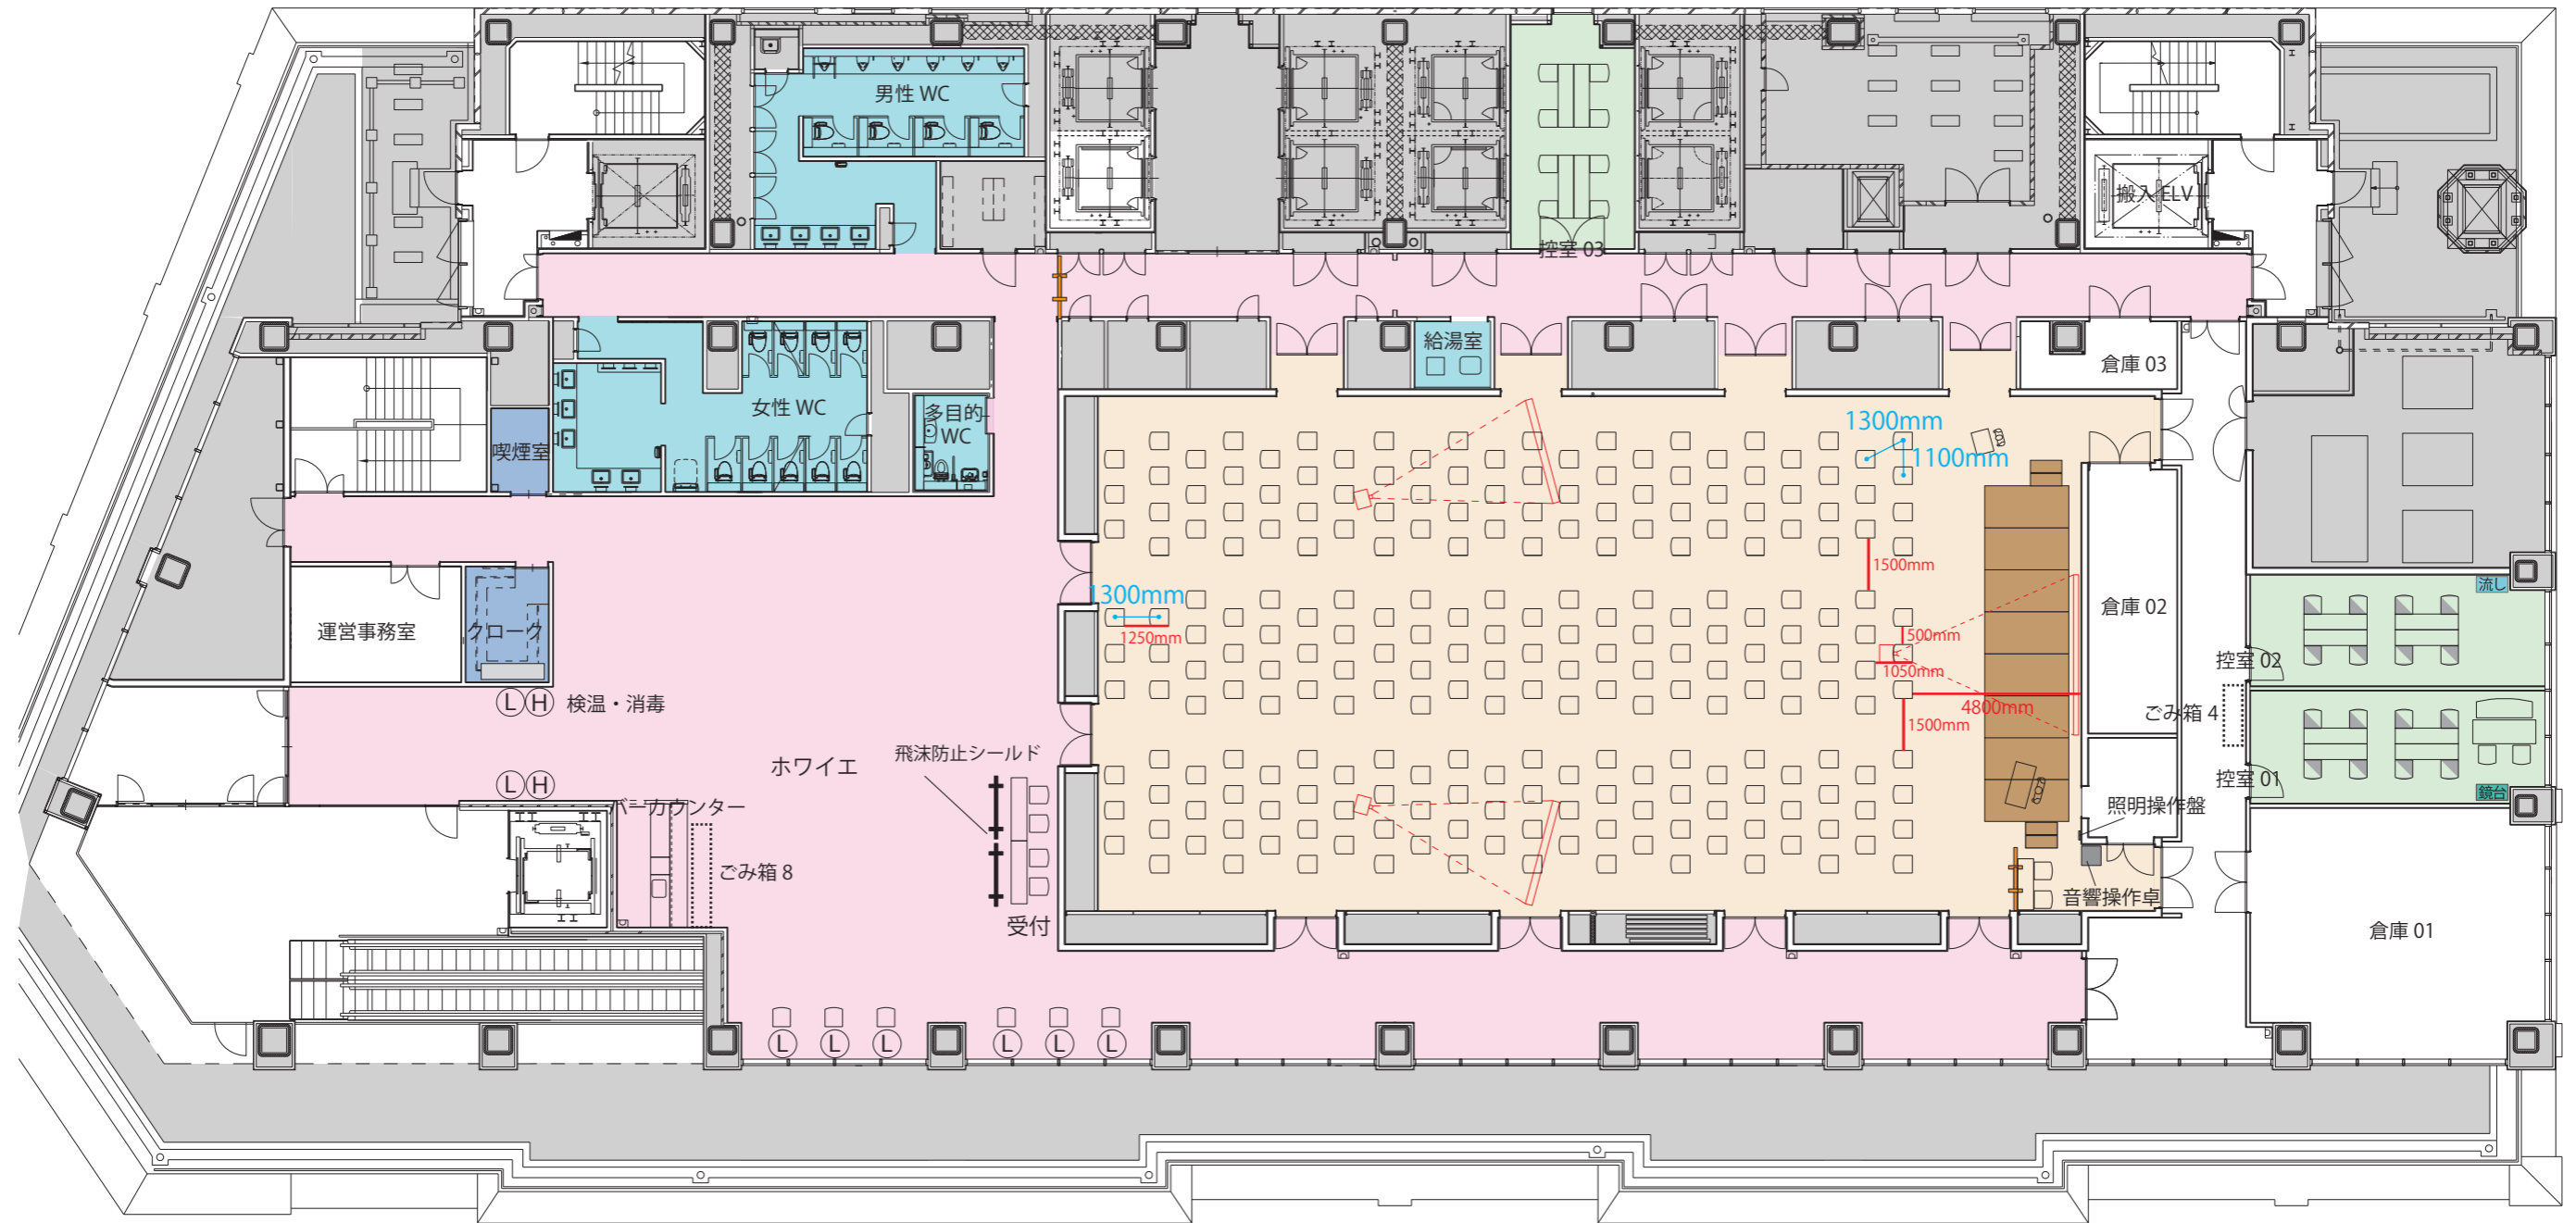 男性 WC
搬入 ELV
控室 03
給湯室
倉庫 03
女性 WC
多目的
WC
喫煙室
1300mm
1100mm
1500mm
流し
1300mm
1250mm
倉庫 02
運営事務室
クローク
500mm
1050mm
控室 02
L H 検温・消毒
4800mm
1500mm
ごみ箱 4
飛沫防止シールド
ホワイエ
控室 01
L H
鏡台
バーカウンター
照明操作盤
ごみ箱 8
音響操作卓
受付
倉庫 01
L L L L L L